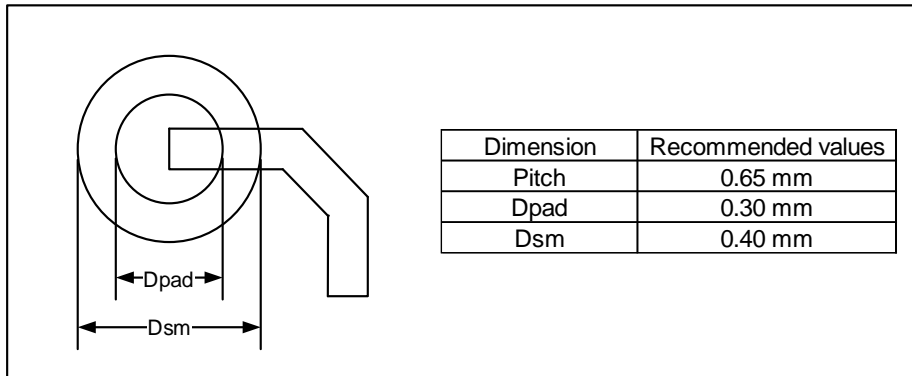 Dimension Recommended values
Pitch 0.65 mm
Dpad 0.30 mm
Dsm 0.40 mm
Dpad
Dsm